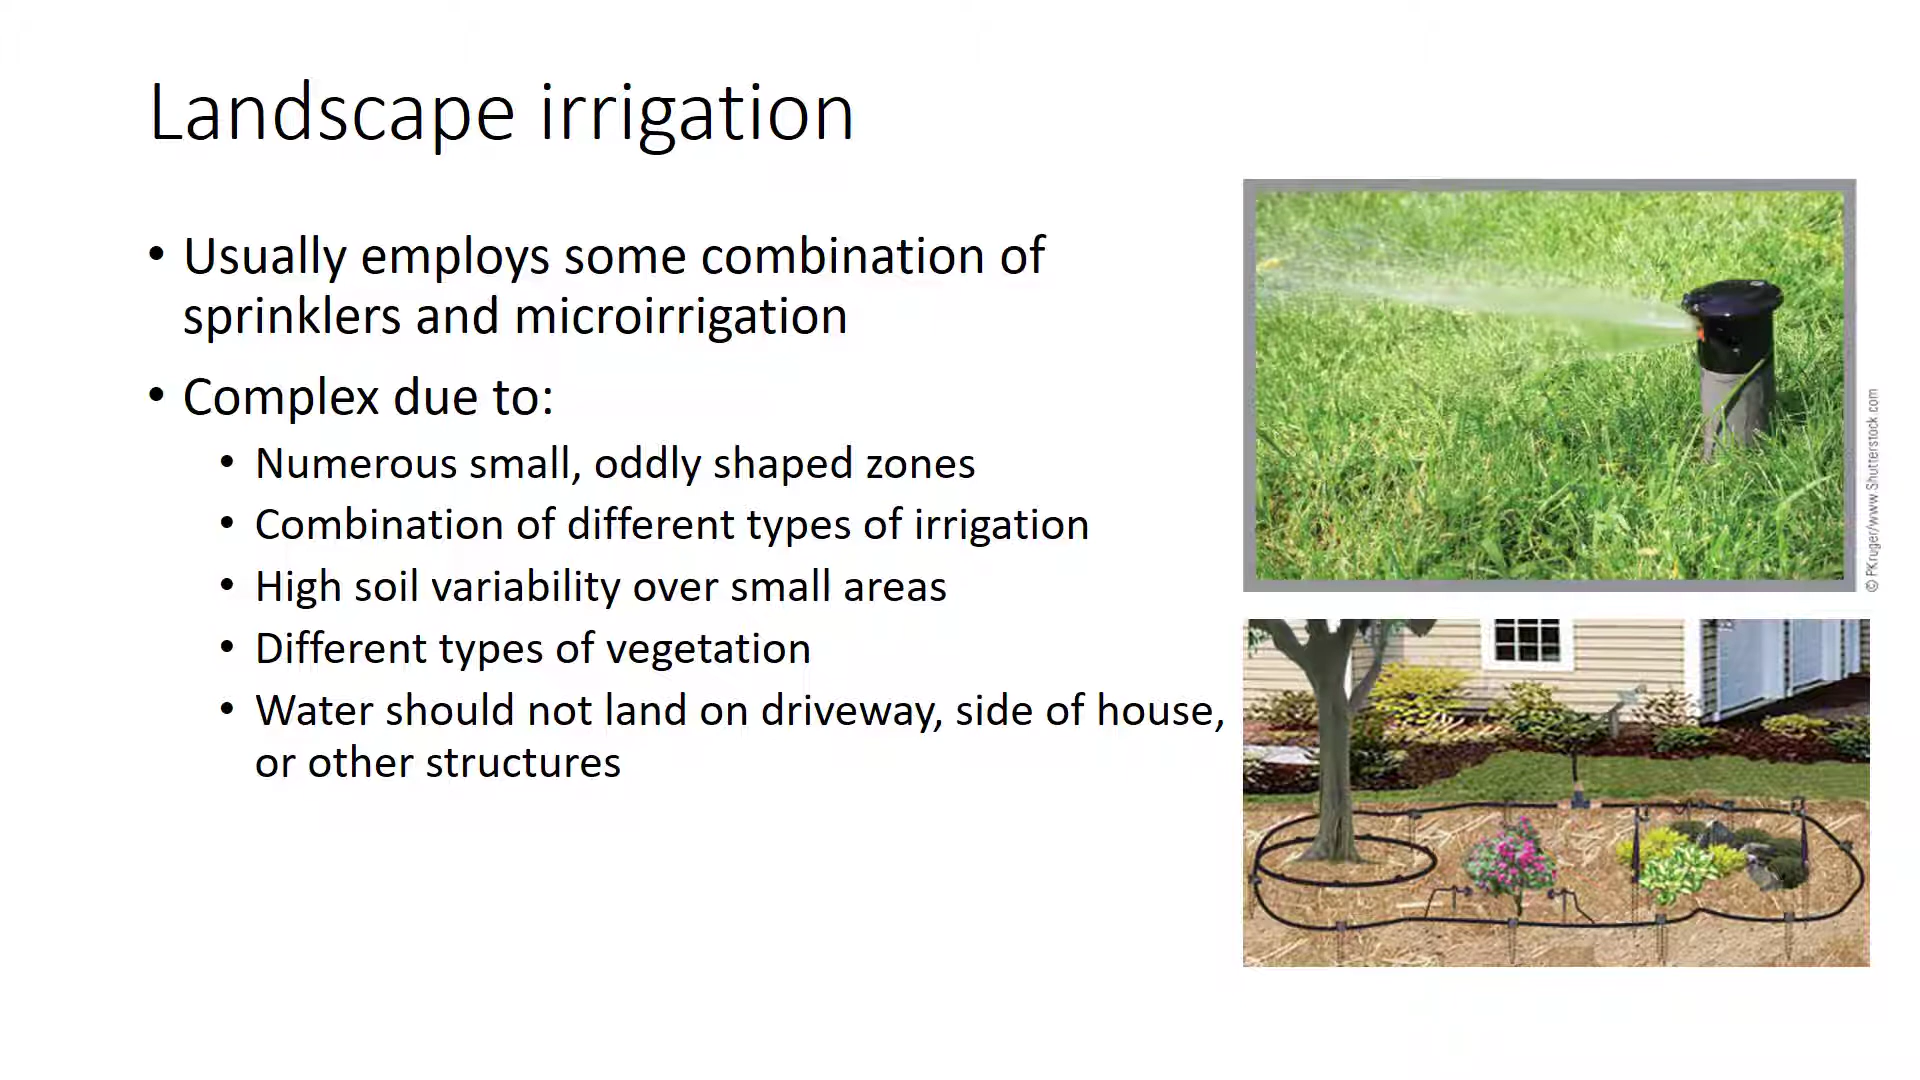 Landscape irrigation
• Usually employs some combination of
sprinklers and microirrigation
• Complex due to:
• Numerous small, oddly shaped zones
• Combination of different types of irrigation
• High soil variability over small areas
• Different types of vegetation
• Water should not land on driveway, side of house,
or other structures
© PKruger/www.Shutterstock.com